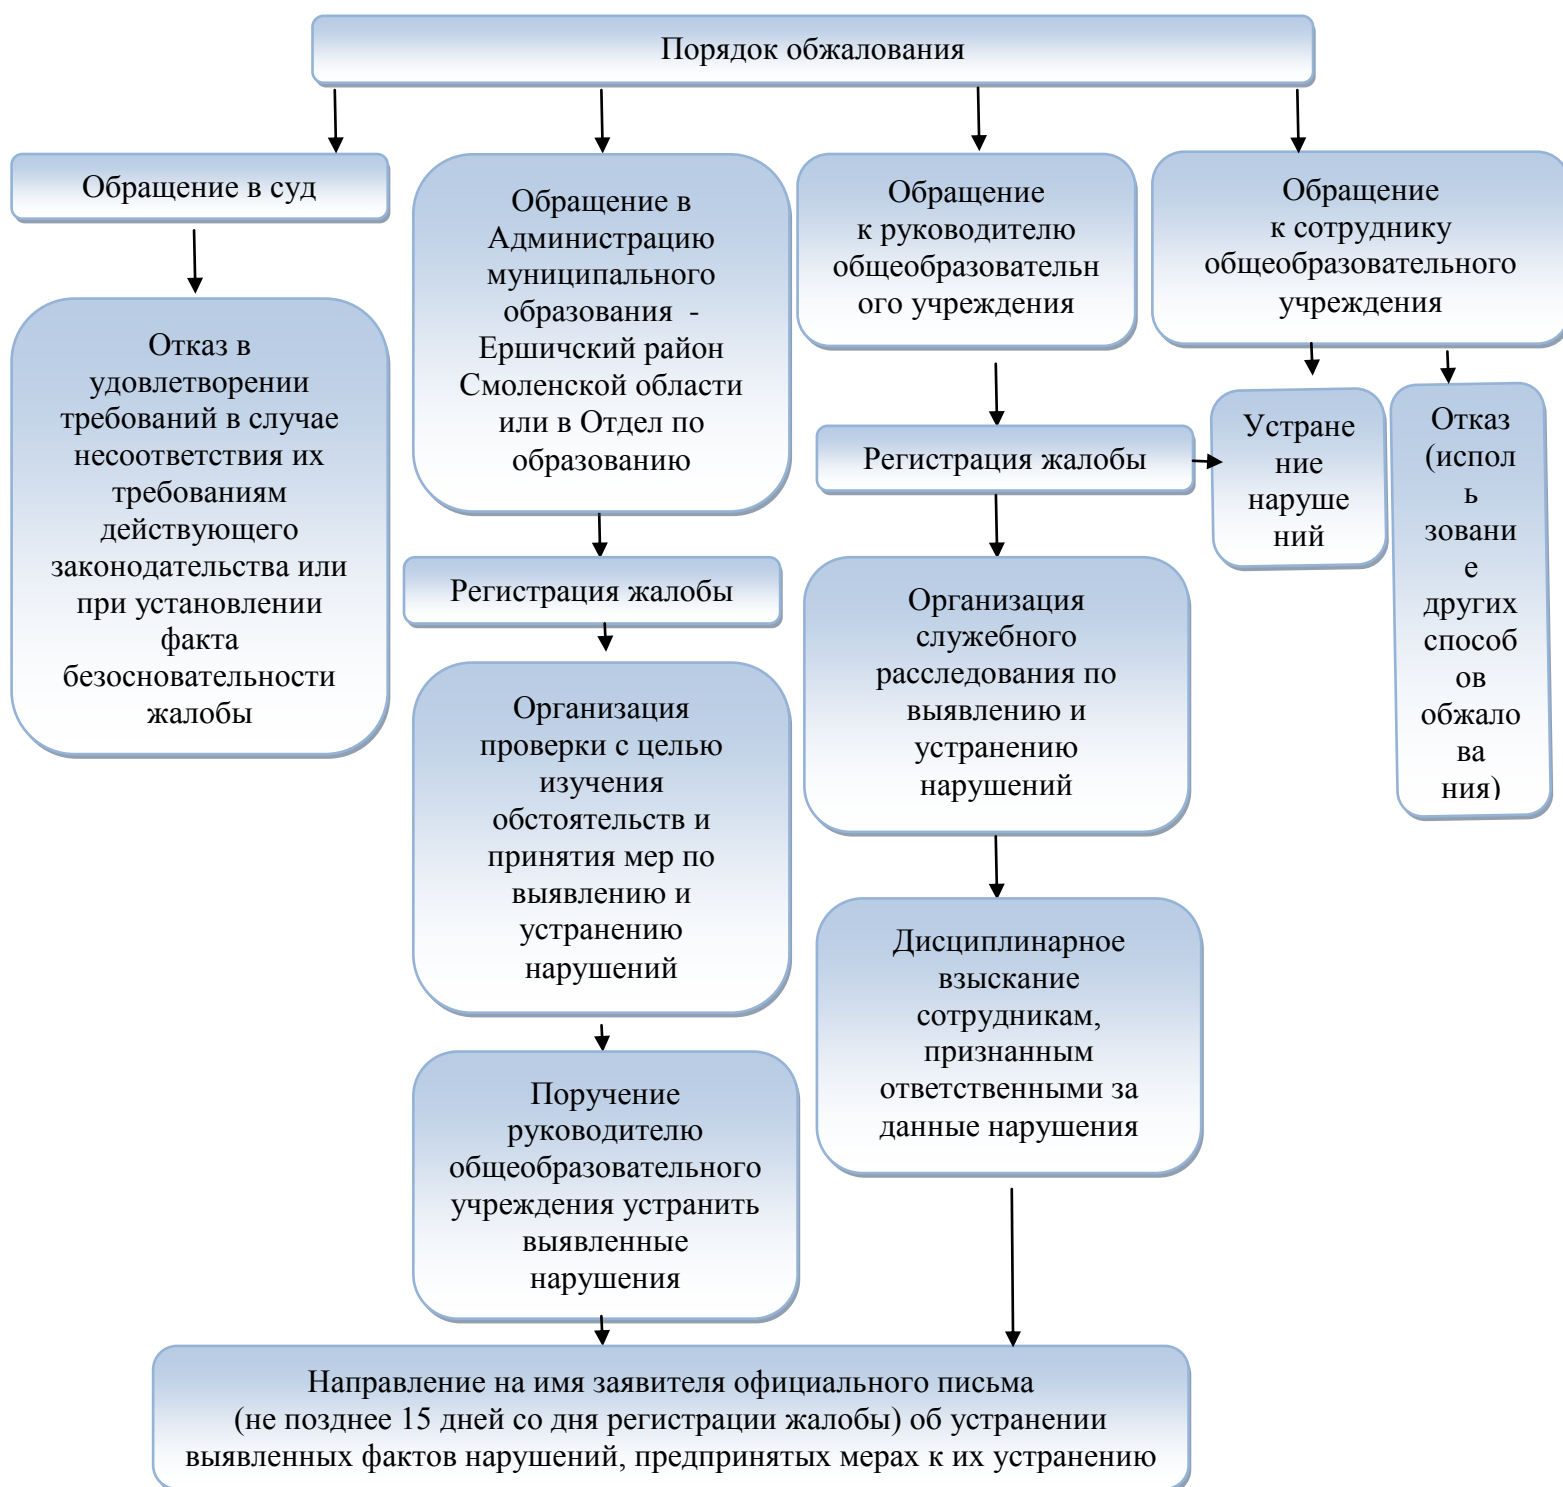 Порядок обжалования
Обращение в суд
Отказ в
удовлетворении
требований в случае
несоответствия их
требованиям
действующего
законодательства или
при установлении
факта
безосновательности
жалобы
Обращение в
Администрацию
муниципального
образования  -
Ершичский район
Смоленской области
или в Отдел по
образованию
Регистрация жалобы
Организация
проверки с целью
изучения
обстоятельств и
принятия мер по
выявлению и
устранению
нарушений
Поручение
руководителю
общеобразовательного
учреждения устранить
выявленные
нарушения
Обращение
к руководителю
общеобразовательн
ого учреждения
Регистрация жалобы
Организация
служебного
расследования по
выявлению и
устранению
нарушений
Дисциплинарное
взыскание
сотрудникам,
признанным
ответственными за
данные нарушения
Обращение
к сотруднику
общеобразовательного
учреждения
Устране
ние
наруше
ний
Отказ
(испол
ь
зовани
е
других
способ
ов
обжало
ва
ния)
Направление на имя заявителя официального письма
(не позднее 15 дней со дня регистрации жалобы) об устранении
выявленных фактов нарушений, предпринятых мерах к их устранению